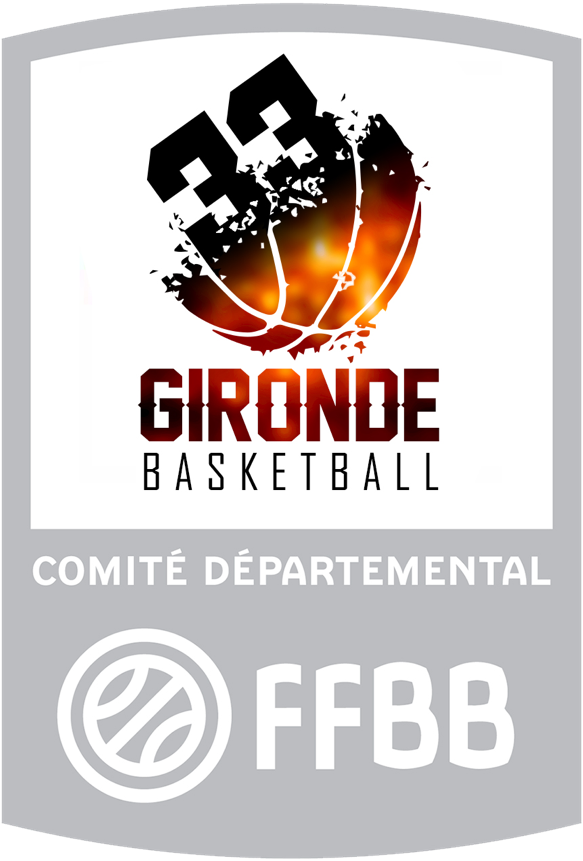 33
GIRONDE
BASKETBALL
COMITÉ DÉPARTEMENTAL
FFBB